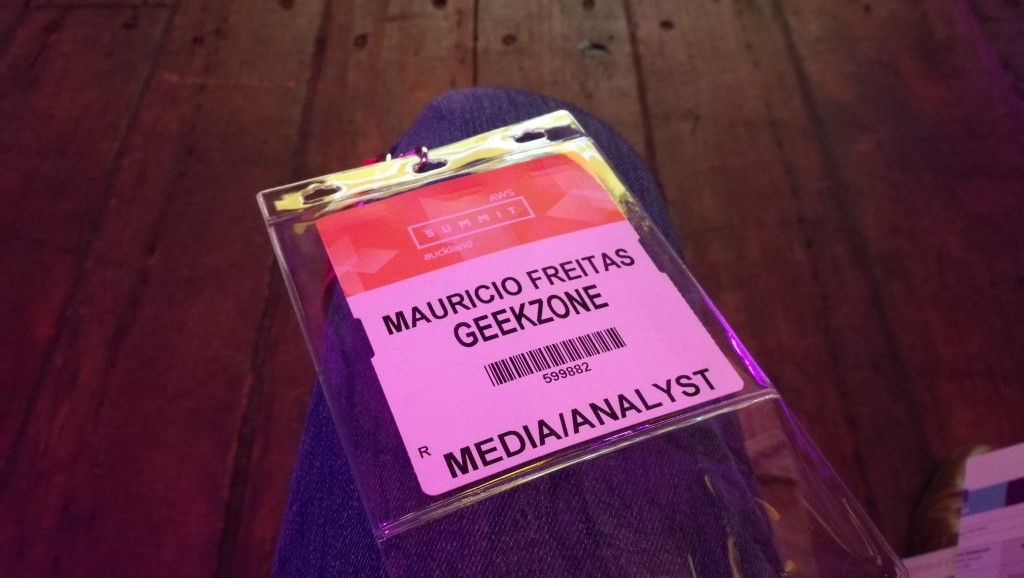 AWS
SUMMIT
auckland
MAURICIO FREITAS
GEEKZONE
599882
R
MEDIA/ANALYST